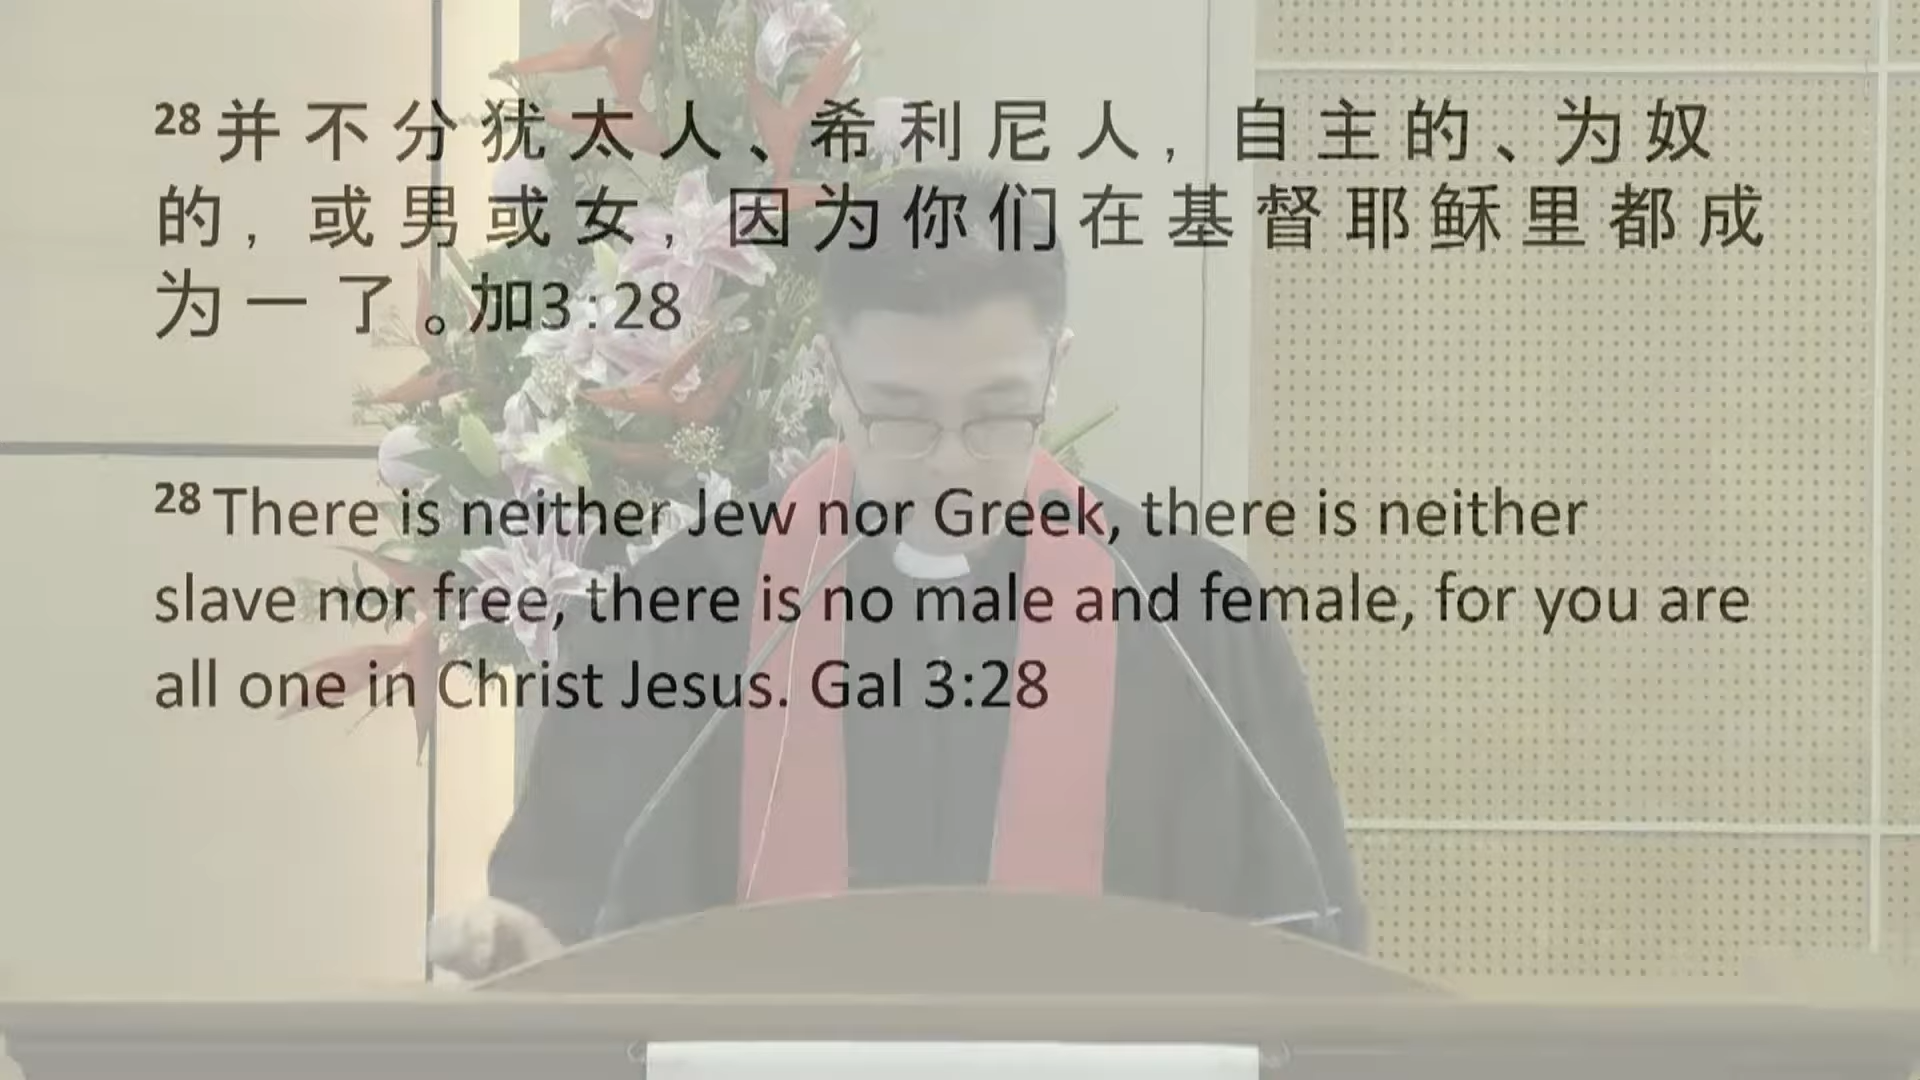 28 并不分犹太人、希利尼人，自主的、为奴
的，或男或女，因为你们在基督耶稣里都成
为一了。加3:28
28 There is neither Jew nor Greek, there is neither
slave nor free, there is no male and female, for you are
all one in Christ Jesus. Gal 3:28